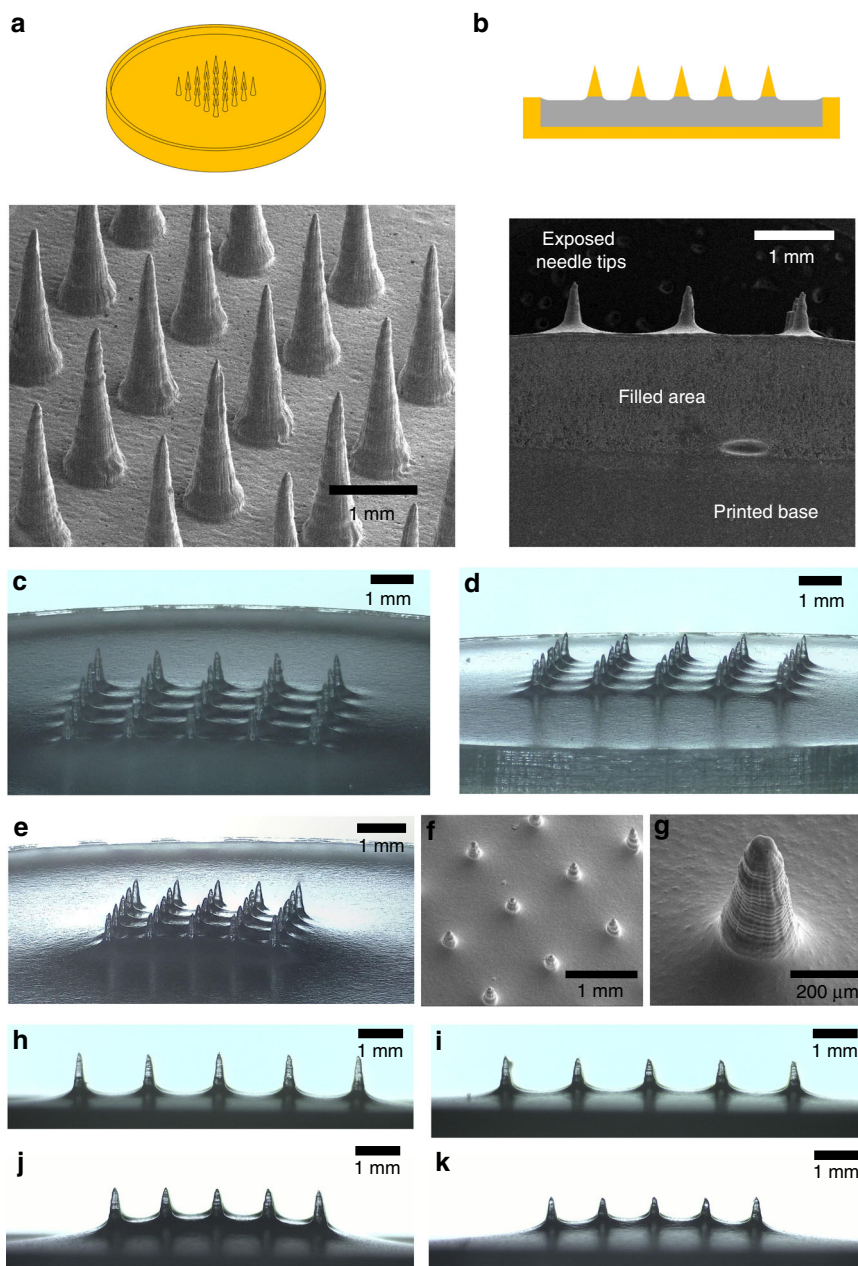 a
b
1 mm
Exposed
needle tips
1 mm
Filled area
Printed base
c
1 mm
d
1 mm
e
1 mm
f
1 mm
g
200 μm
h
1 mm
i
1 mm
j
1 mm
k
1 mm